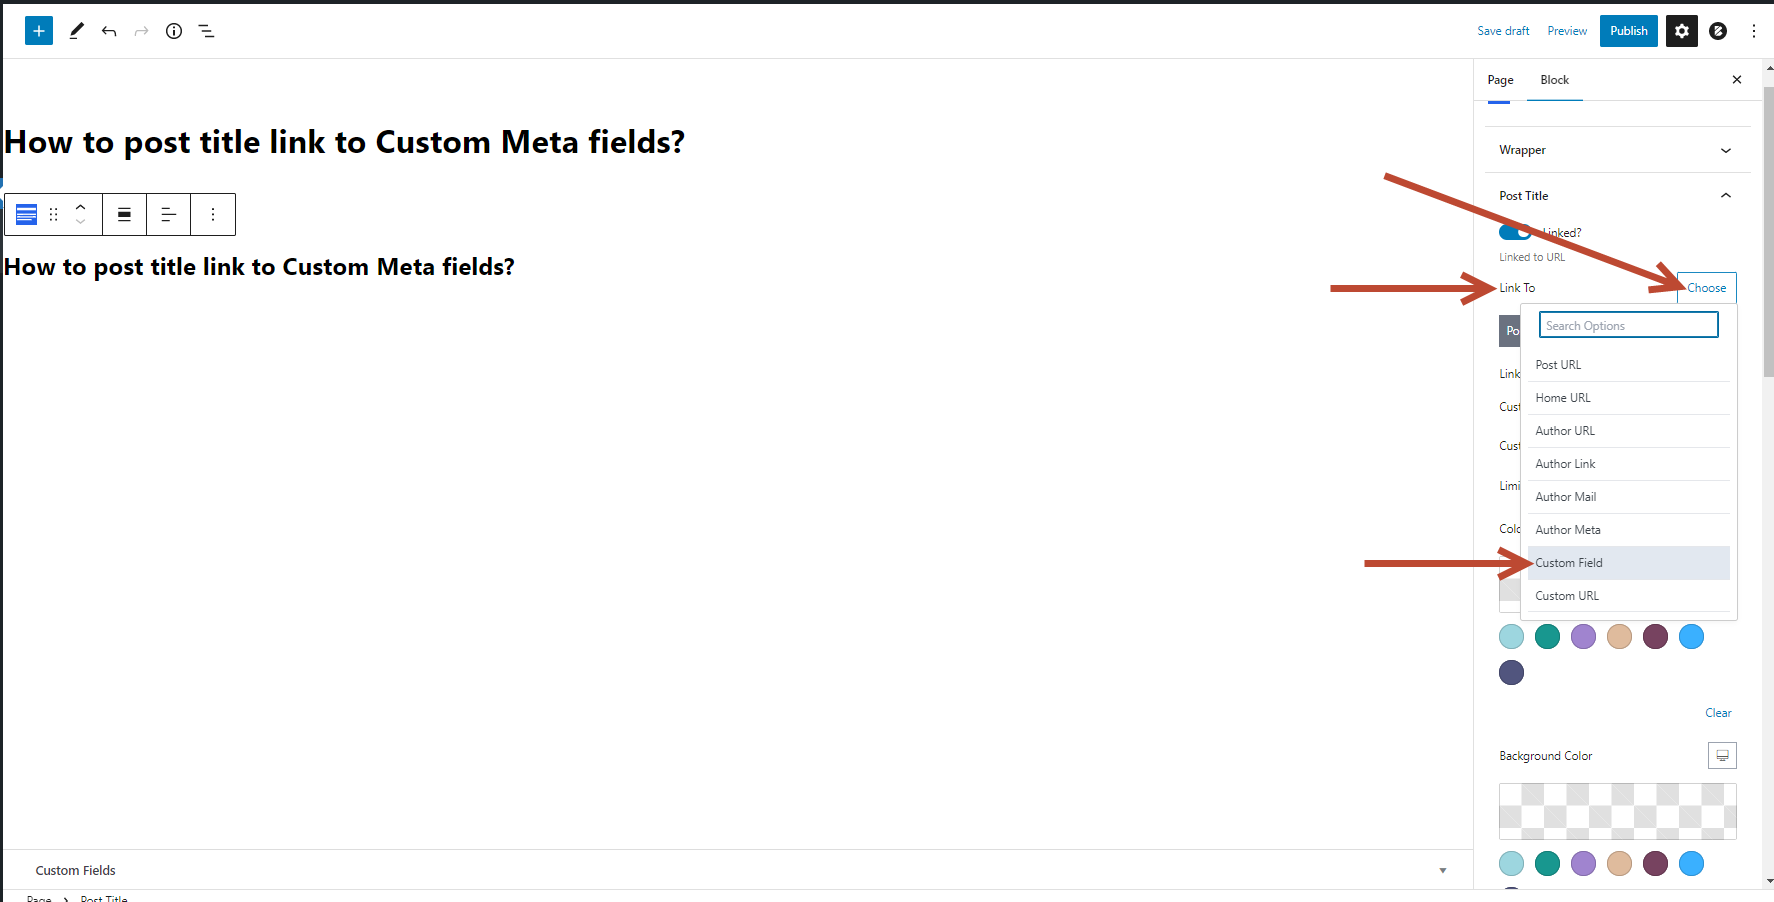 Save draft Preview Publish
Page Block
How to post title link to Custom Meta fields?
Wrapper
Post Title
How to post title link to Custom Meta fields?
Linked?
Linked to URL
Link To Choose
Search Options
Po
Post URL
Link
Home URL
Cust
Author URL
Cust
Author Link
Limi
Author Mail
Colo
Author Meta
Custom Field
Custom URL
Clear
Background Color
Custom Fields
Page > Post Title